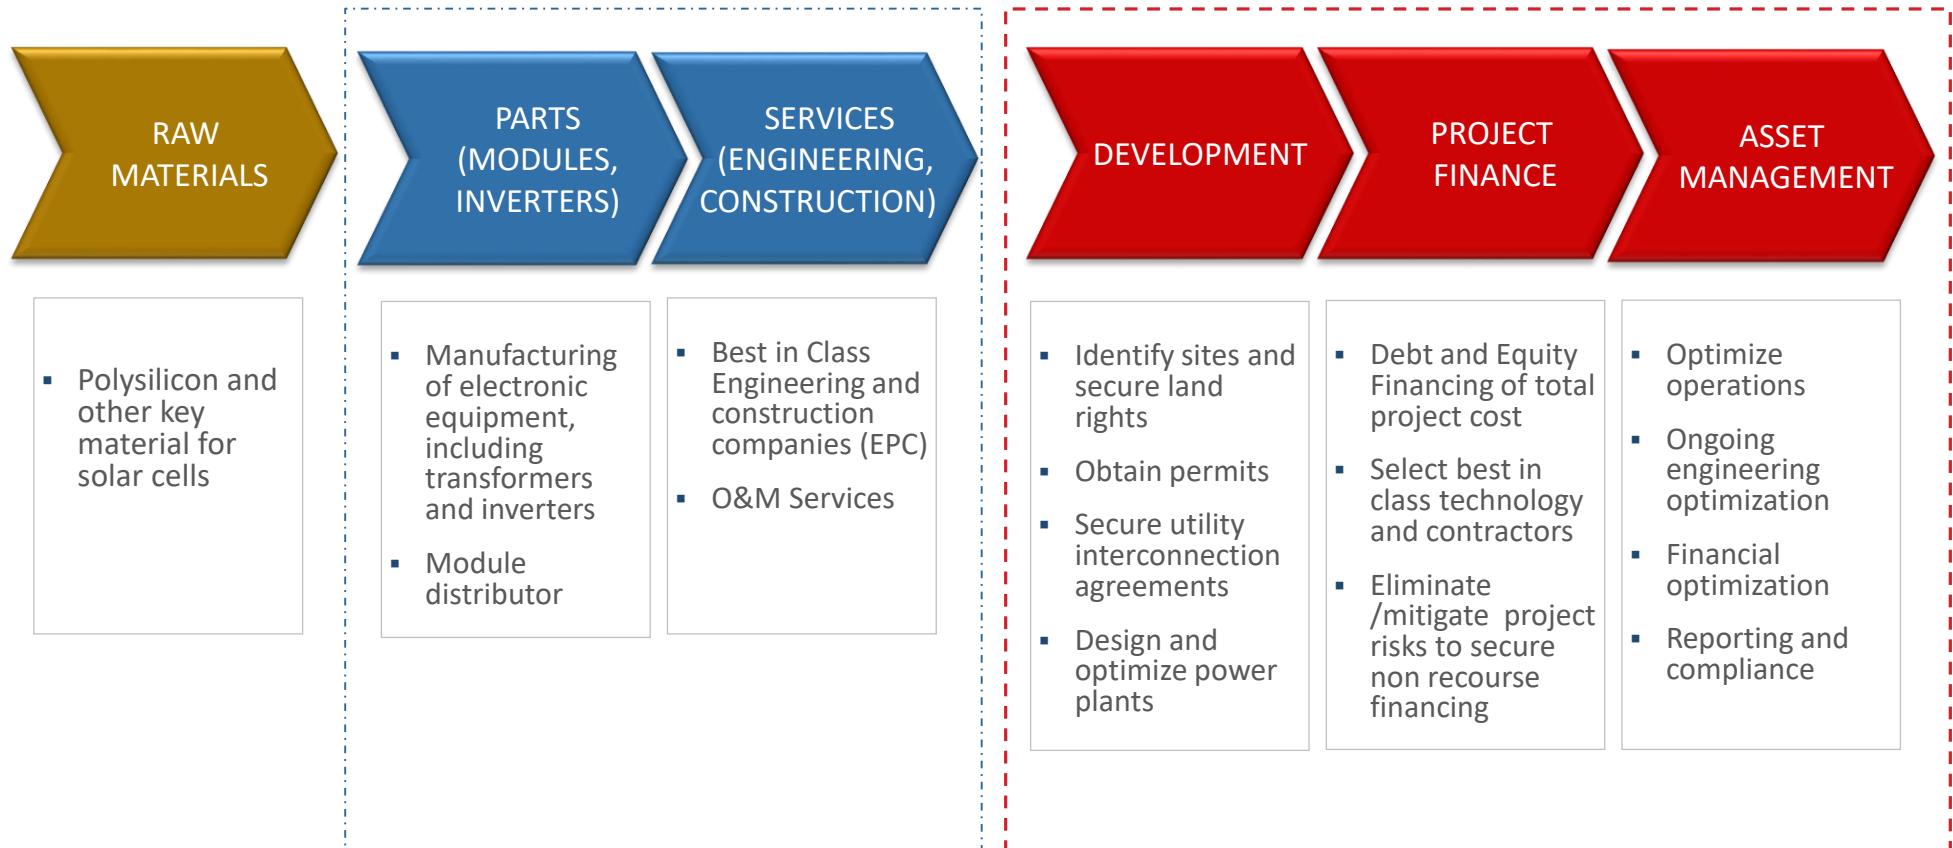 RAW
MATERIALS
PARTS
(MODULES,
INVERTERS)
SERVICES
(ENGINEERING,
CONSTRUCTION)
DEVELOPMENT
PROJECT
FINANCE
ASSET
MANAGEMENT
▪ Polysilicon and
other key
material for
solar cells
▪ Manufacturing
of electronic
equipment,
including
transformers
and inverters
▪ Module
distributor
▪ Best in Class
Engineering and
construction
companies (EPC)
▪ O&M Services
▪ Identify sites and
secure land
rights
▪ Obtain permits
▪ Secure utility
interconnection
agreements
▪ Design and
optimize power
plants
▪ Debt and Equity
Financing of total
project cost
▪ Select best in
class technology
and contractors
▪ Eliminate
/mitigate project
risks to secure
non recourse
financing
▪ Optimize
operations
▪ Ongoing
engineering
optimization
▪ Financial
optimization
▪ Reporting and
compliance